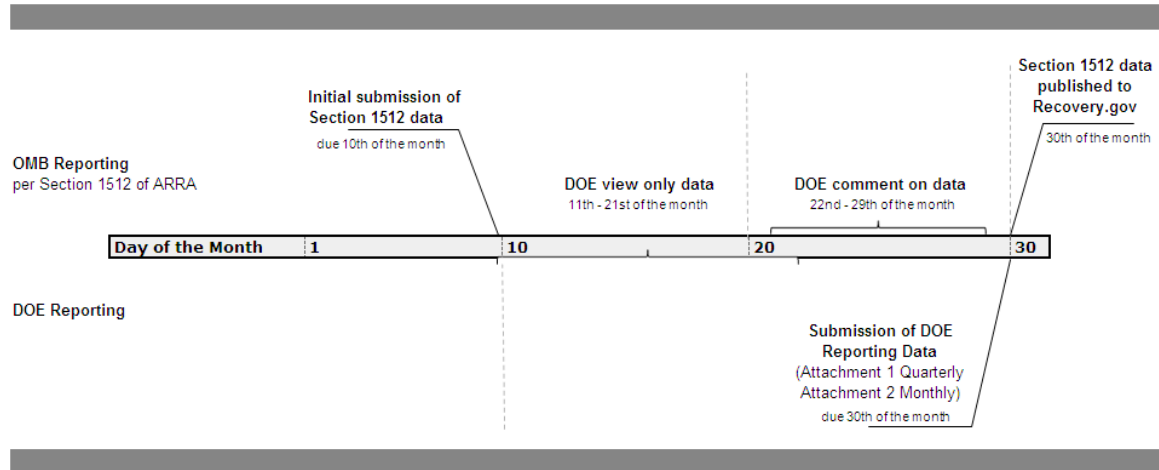 Section 1512 data
published to
Recovery.gov
30th of the month
Initial submission of
Section 1512 data
due 10th of the month
OMB Reporting
per Section 1512 of ARRA
DOE view only data
11th - 21st of the month
DOE comment on data
22nd - 29th of the month
Day of the Month 1 10 20 30
DOE Reporting
Submission of DOE
Reporting Data
(Attachment 1 Quarterly
Attachment 2 Monthly)
due 30th of the month